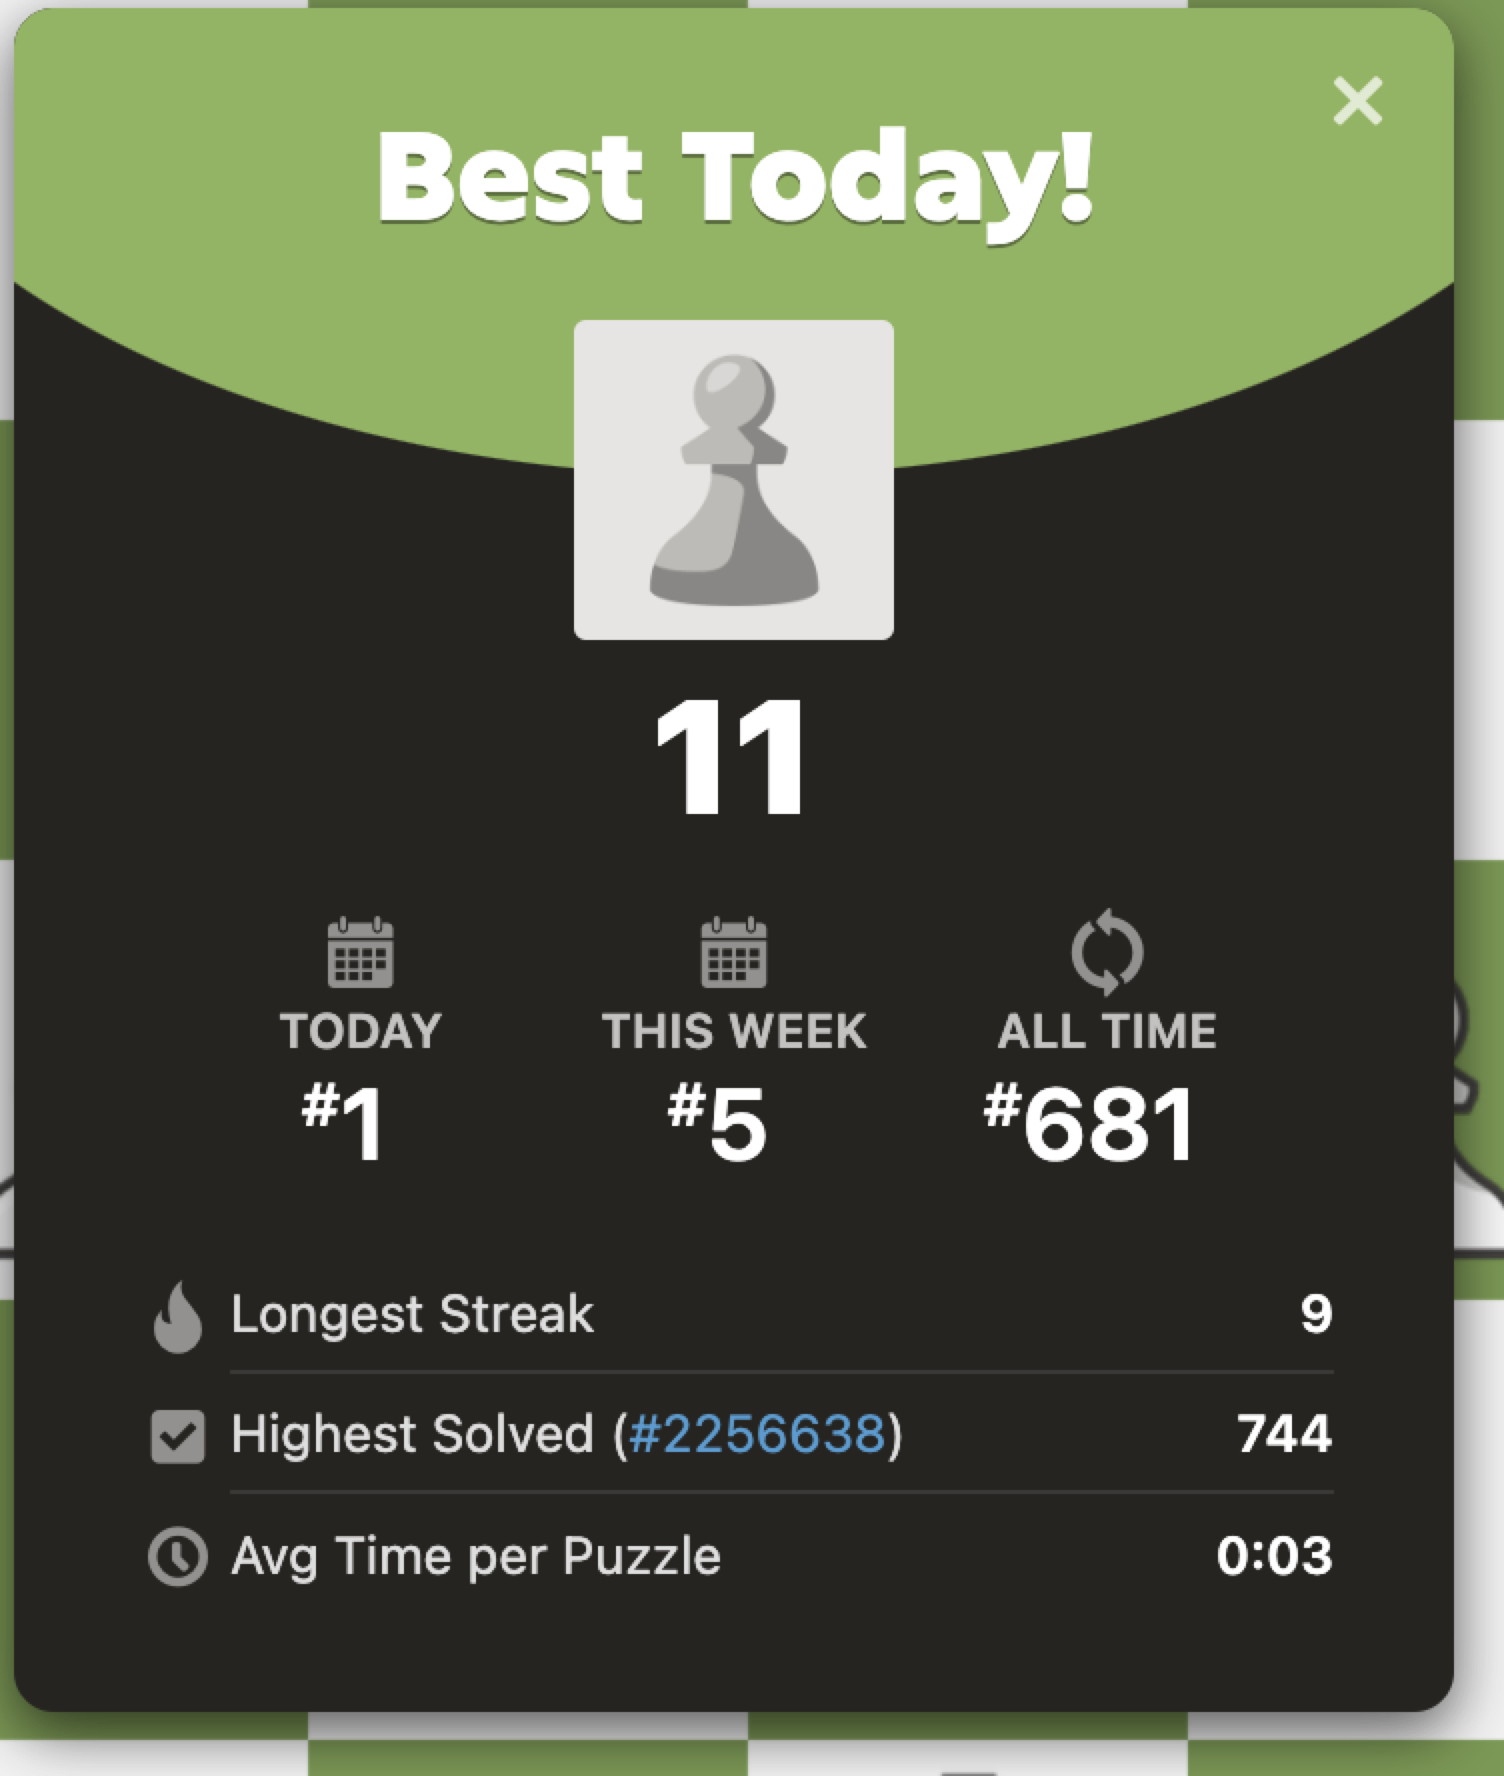 Best Today!
11
TODAY
#1
THIS WEEK
#5
ALL TIME
#681
Longest Streak 9
Highest Solved (#2256638) 744
Avg Time per Puzzle 0:03